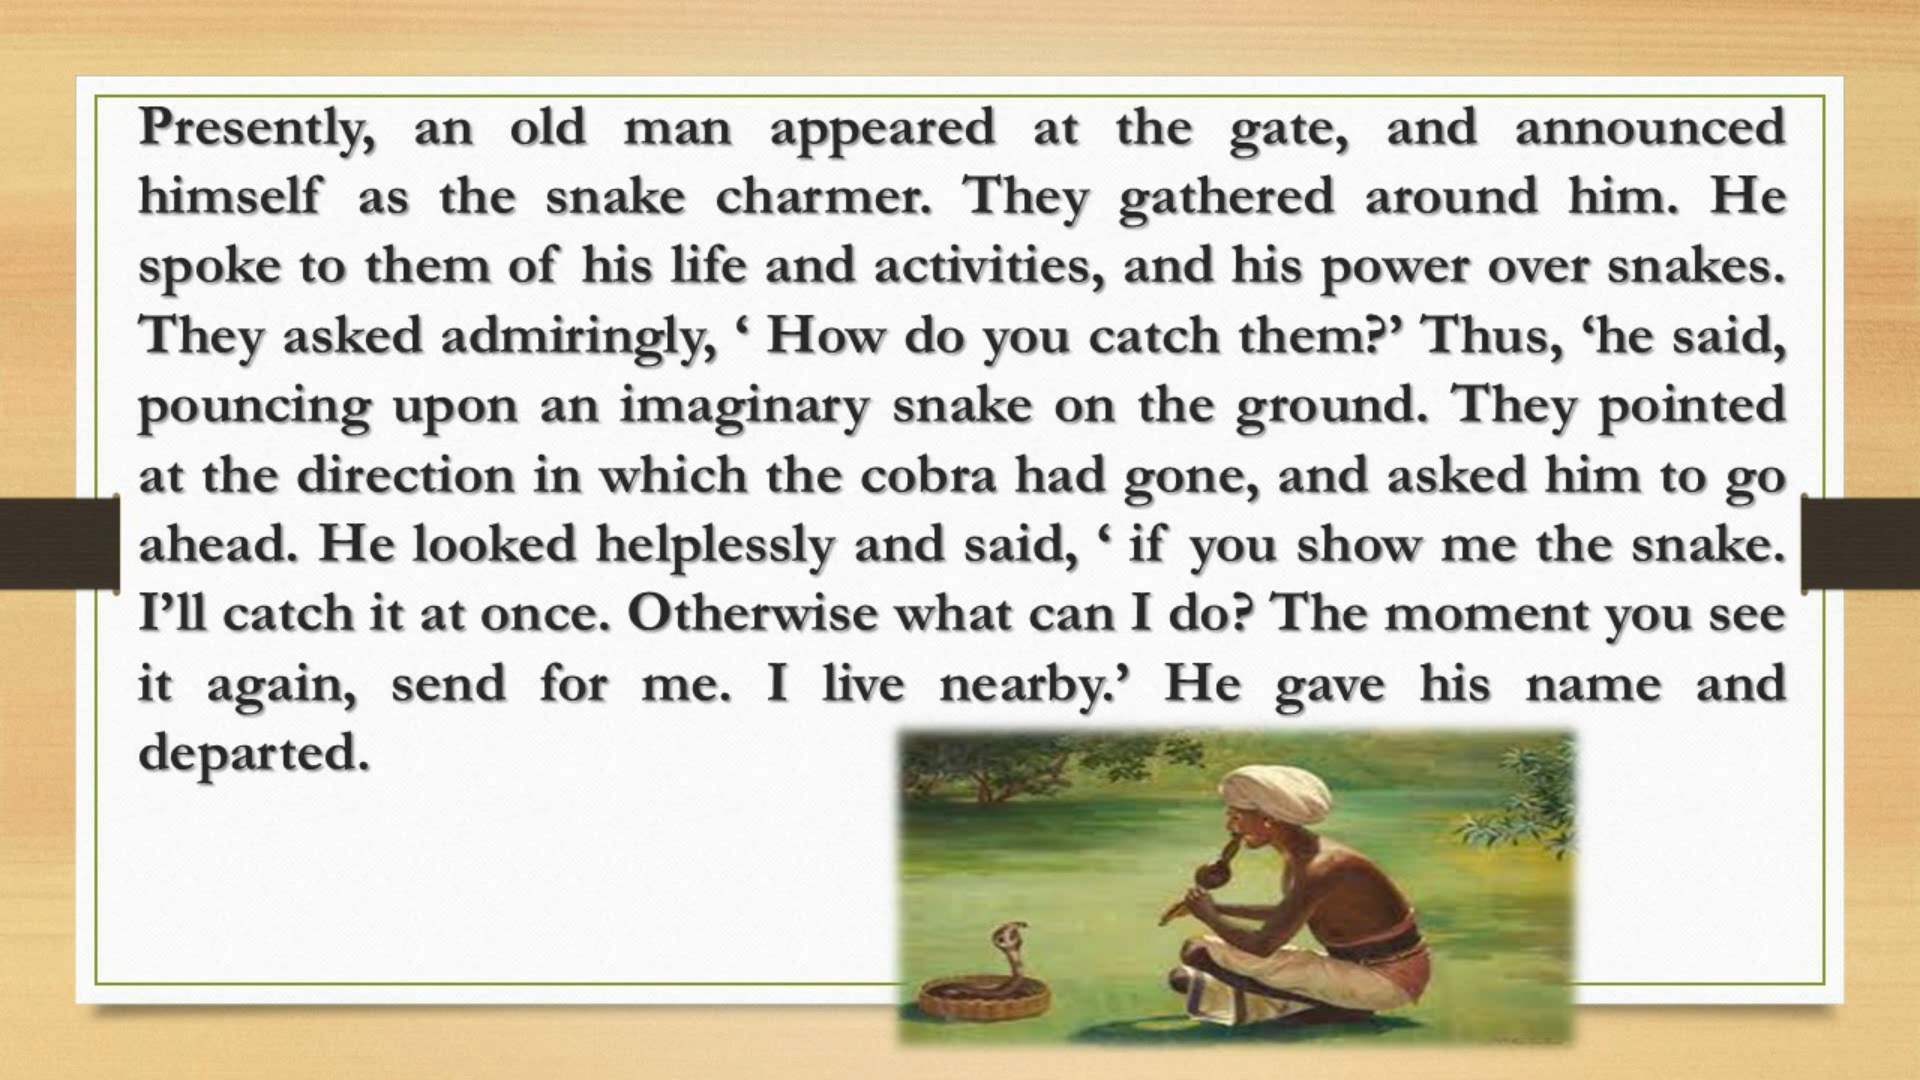 Presently, an old man appeared at the gate, and announced
himself as the snake charmer. They gathered around him. He
spoke to them of his life and activities, and his power over snakes.
They asked admiringly, ‘ How do you catch them?’ Thus, ‘he said,
pouncing upon an imaginary snake on the ground. They pointed
at the direction in which the cobra had gone, and asked him to go
ahead. He looked helplessly and said, ‘ if you show me the snake.
I’ll catch it at once. Otherwise what can I do? The moment you see
it again, send for me. I live nearby.’ He gave his name and
departed.